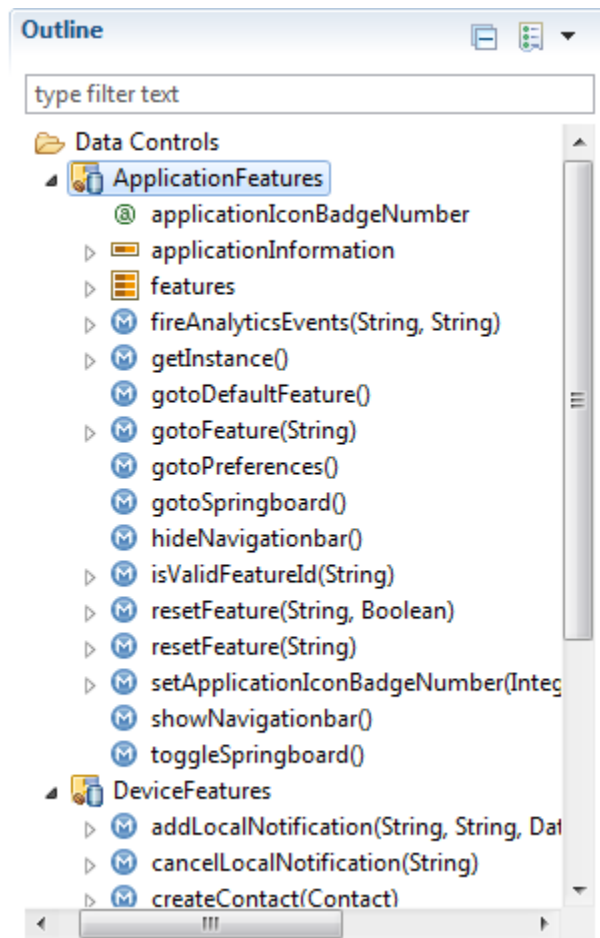 Outline
type filter text
Data Controls
ApplicationFeatures
applicationIconBadgeNumber
applicationInformation
features
fireAnalyticsEvents(String, String)
getInstance()
gotoDefaultFeature()
gotoFeature(String)
gotoPreferences()
gotoSpringboard()
hideNavigationbar()
isValidFeatureId(String)
resetFeature(String, Boolean)
resetFeature(String)
setApplicationIconBadgeNumber(Integ
showNavigationbar()
toggleSpringboard()
DeviceFeatures
addLocalNotification(String, String, Dat
cancelLocalNotification(String)
createContact(Contact)